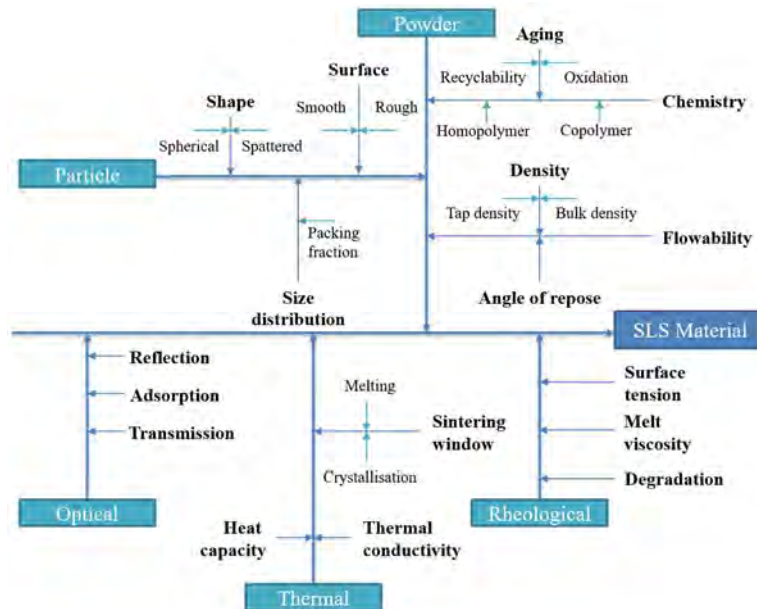 Powder
Aging
Recyclability
Oxidation
Surface
Smooth
Rough
Chemistry
Shape
Homopolymer
Copolymer
Spherical
Spattered
Particle
Density
Tap density
Bulk density
Packing
fraction
Flowability
Size
distribution
Angle of repose
SLS Material
Reflection
Adsorption
Transmission
Optical
Melting
Sintering
window
Crystallisation
Heat
capacity
Thermal
conductivity
Thermal
Surface
tension
Melt
viscosity
Degradation
Rheological